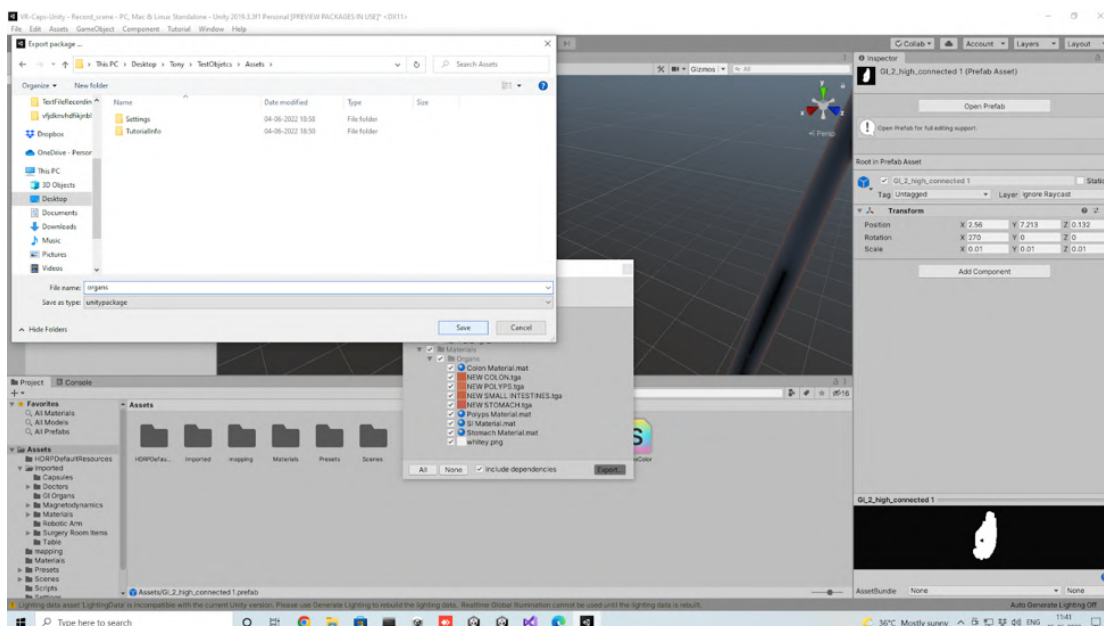 VR-Caps-Unity - Recent_scene - PC, Mac & Linux Standalone - Unity 2019.3.3f1 Personal [PREVIEW PACKAGES IN USE]* <DX11>
File Edit Assets GameObject Component Tutorial Window Help
Export package ...
This PC > Desktop > Tony > TestObjetcs > Assets >
Search Assets
Organize
New folder
Name
Date modified
Type
Size
Settings
04-06-2022 18:50
File folder
TutorialInfo
04-06-2022 18:50
File folder
Dropbox
OneDrive - Person
This PC
3D Objects
Desktop
Documents
Downloads
Music
Pictures
Videos
File name: organs
Save as type: unitypackage
Hide Folders
Save
Cancel
Collab
Account
Layers
Layout
Gizmos
All
Persp
Materials
Organs
Colon Material.mat
NEW COLON.tga
NEW POLYPS.tga
NEW SMALL INTESTINES.tga
NEW STOMACH.tga
Polyps Material.mat
SI Material.mat
Stomach Material.mat
whitey.png
All
None
Include dependencies
Export...
Project
Console
Favorites
All Materials
All Models
All Prefabs
Assets
HDRPDefaultResources
Imported
Capsules
Doctors
GI Organs
Magnetodynamics
Materials
Robotic Arm
Surgery Room Items
Table
mapping
Materials
Presets
Scenes
Scripts
Settings
Assets
HDRPDefau...
Imported
mapping
Materials
Presets
Scenes
16
Assets/GI_2_high_connected 1.prefab
Inspector
GI_2_high_connected 1 (Prefab Asset)
Open Prefab
Open Prefab for full editing support.
Root in Prefab Asset
GI_2_high_connected 1
Static
Tag Untagged
Layer Ignore Raycast
Transform
Position X 2.56 Y 7.213 Z 0.132
Rotation X 270 Y 0 Z 0
Scale X 0.01 Y 0.01 Z 0.01
Add Component
GI_2_high_connected 1
AssetBundle None None
Lighting data asset 'LightingData' is incompatible with the current Unity version. Please use Generate Lighting to rebuild the lighting data. Realtime Global Illumination cannot be used until the lighting data is rebuilt.
Auto Generate Lighting Off
Type here to search
36°C Mostly sunny
ENG
11:41